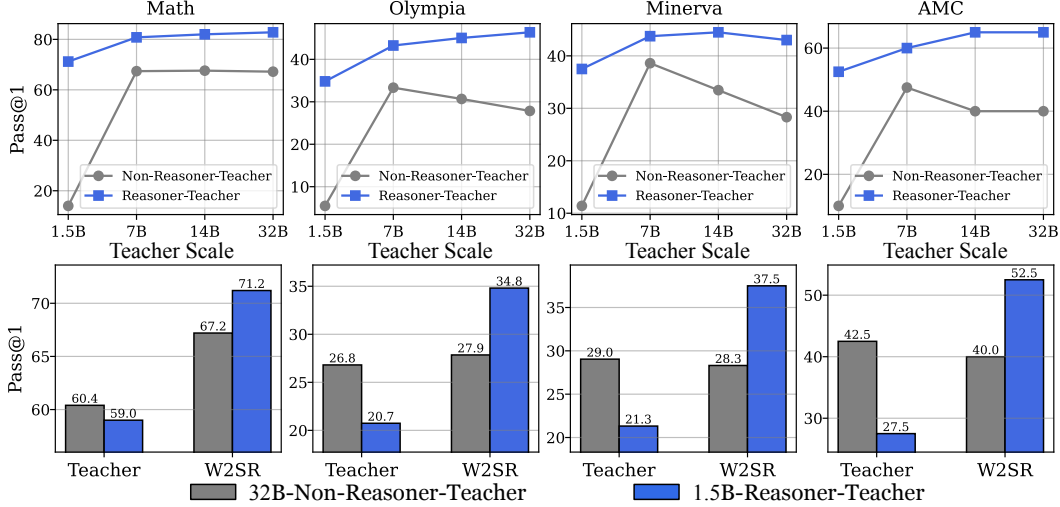 Math
Olympia
Minerva
AMC
Pass@1
80
60
40
20
Non-Reasoner-Teacher
Reasoner-Teacher
1.5B 7B 14B 32B
40
30
20
10
Non-Reasoner-Teacher
Reasoner-Teacher
1.5B 7B 14B 32B
40
30
20
10
Non-Reasoner-Teacher
Reasoner-Teacher
1.5B 7B 14B 32B
60
40
20
Non-Reasoner-Teacher
Reasoner-Teacher
1.5B 7B 14B 32B
Teacher Scale
Teacher Scale
Teacher Scale
Teacher Scale
Pass@1
70
65
60
60.4
59.0
67.2
71.2
Teacher W2SR
35
30
25
20
26.8
20.7
27.9
34.8
Teacher W2SR
35
30
25
20
29.0
21.3
28.3
37.5
Teacher W2SR
50
40
30
42.5
27.5
40.0
52.5
Teacher W2SR
32B-Non-Reasoner-Teacher
1.5B-Reasoner-Teacher